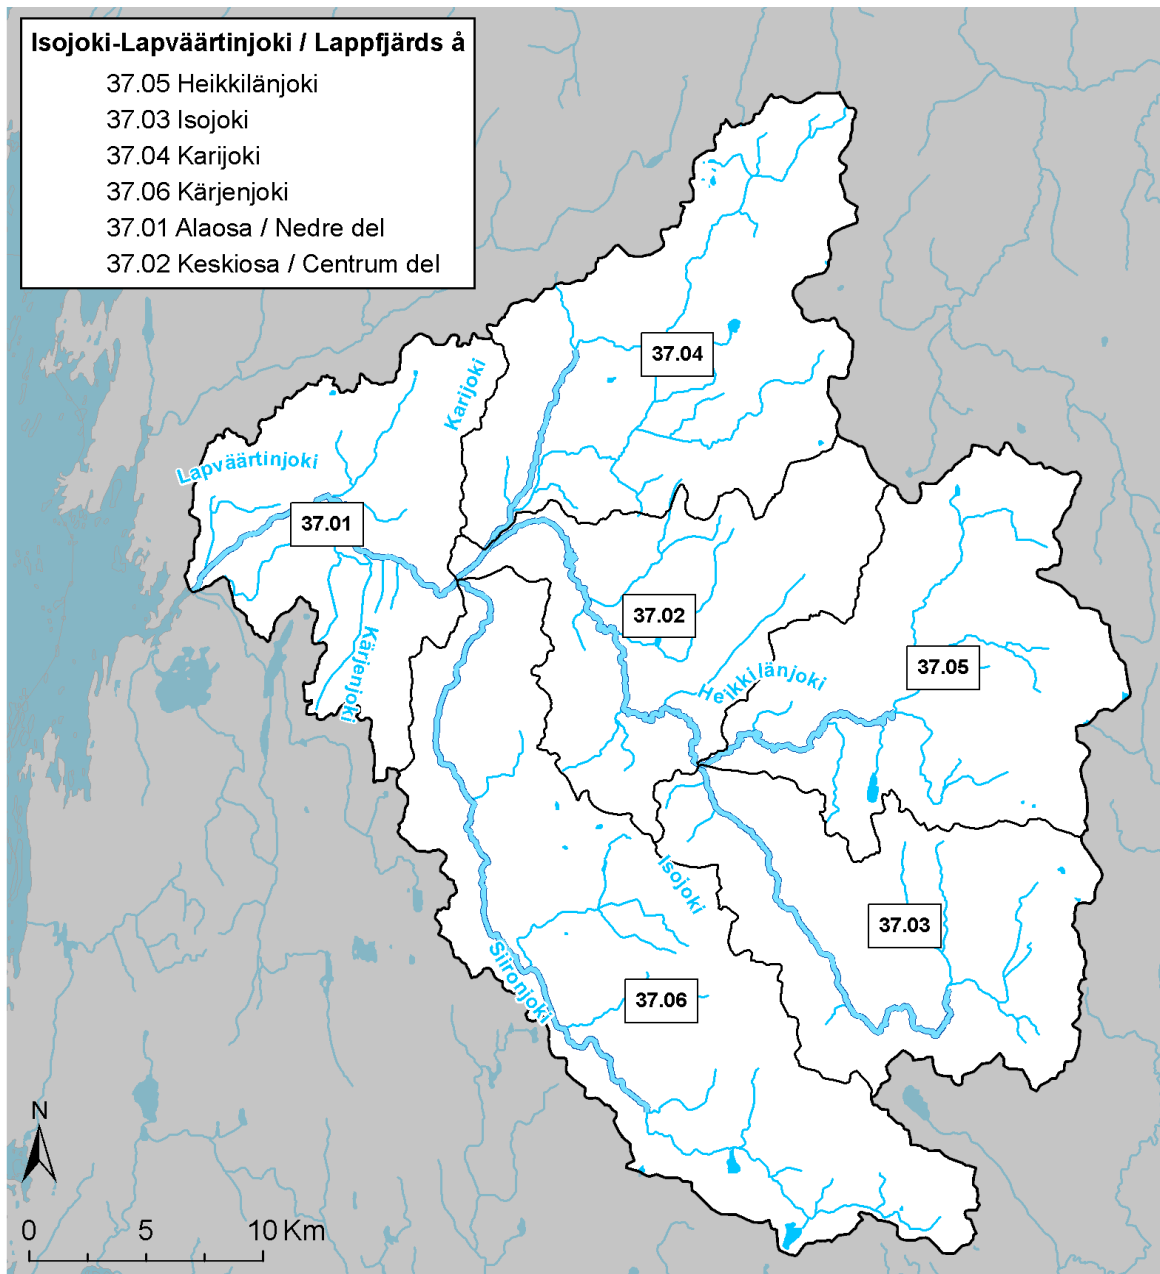 Isojoki-Lapväärtinjoki / Lappfjärds å
37.05 Heikkilänjoki
37.03 Isojoki
37.04 Karijoki
37.06 Kärjenjoki
37.01 Alaosa / Nedre del
37.02 Keskiosa / Centrum del
37.04
Karijoki
Lapväärtinjoki
37.01
37.02
Kärjenjoki
Heikkilänjoki
37.05
Isojoki
37.03
Siironjoki
37.06
N
0 5 10 Km